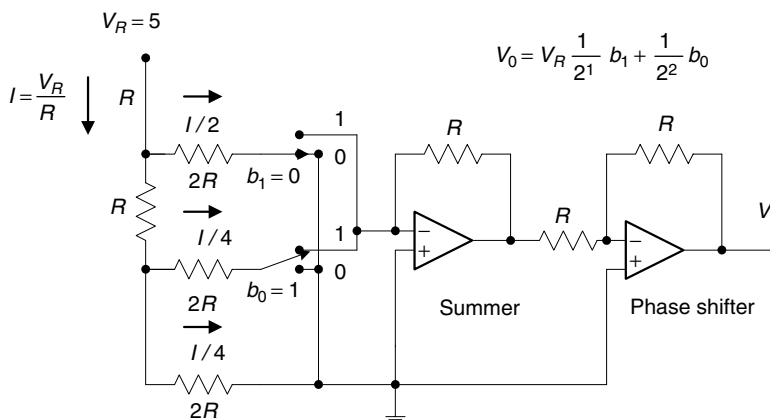 V_R = 5
V_0 = V_R 1/2^1 b_1 + 1/2^2 b_0
I = V_R/R
R
I/2
2R
b_1 = 0
1
0
R
R
R
I/4
2R
b_0 = 1
1
0
R
−
+
−
+
V
Summer
Phase shifter
I/4
2R